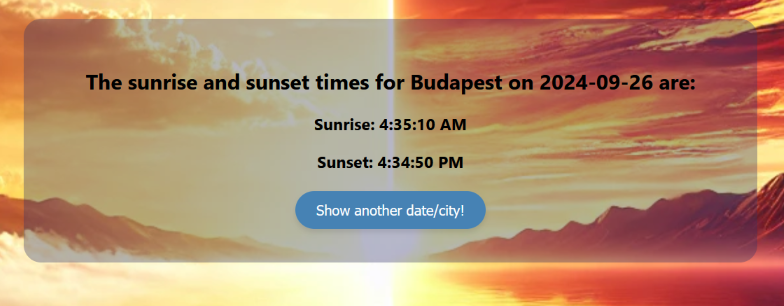 The sunrise and sunset times for Budapest on 2024-09-26 are:
Sunrise: 4:35:10 AM
Sunset: 4:34:50 PM
Show another date/city!